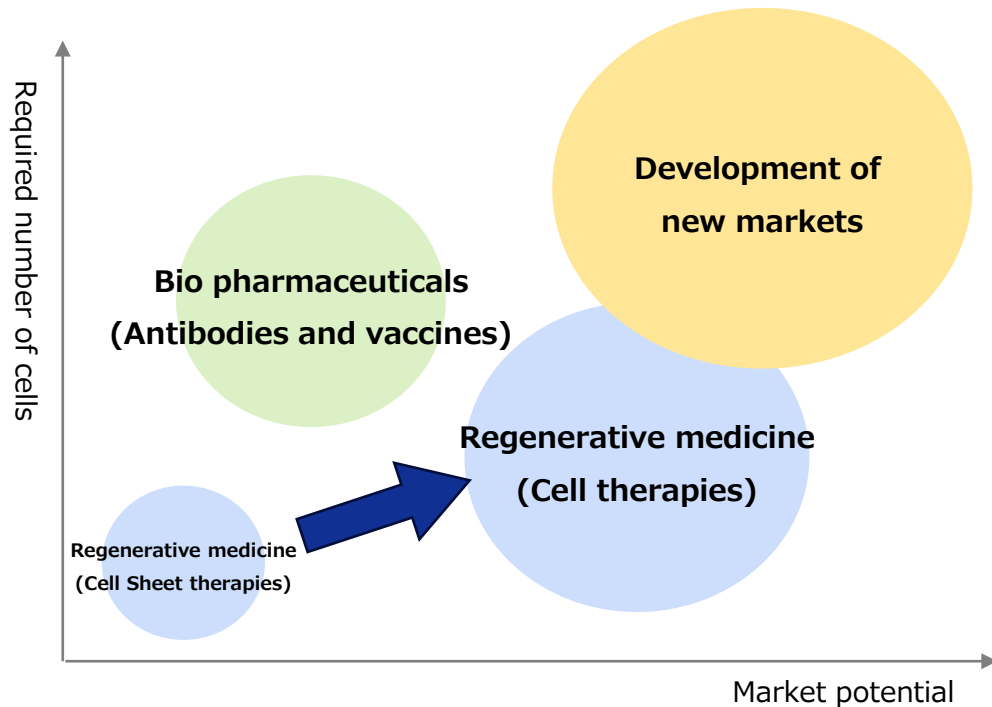 Required number of cells
Development of
new markets
Bio pharmaceuticals
(Antibodies and vaccines)
Regenerative medicine
(Cell therapies)
Regenerative medicine
(Cell Sheet therapies)
Market potential